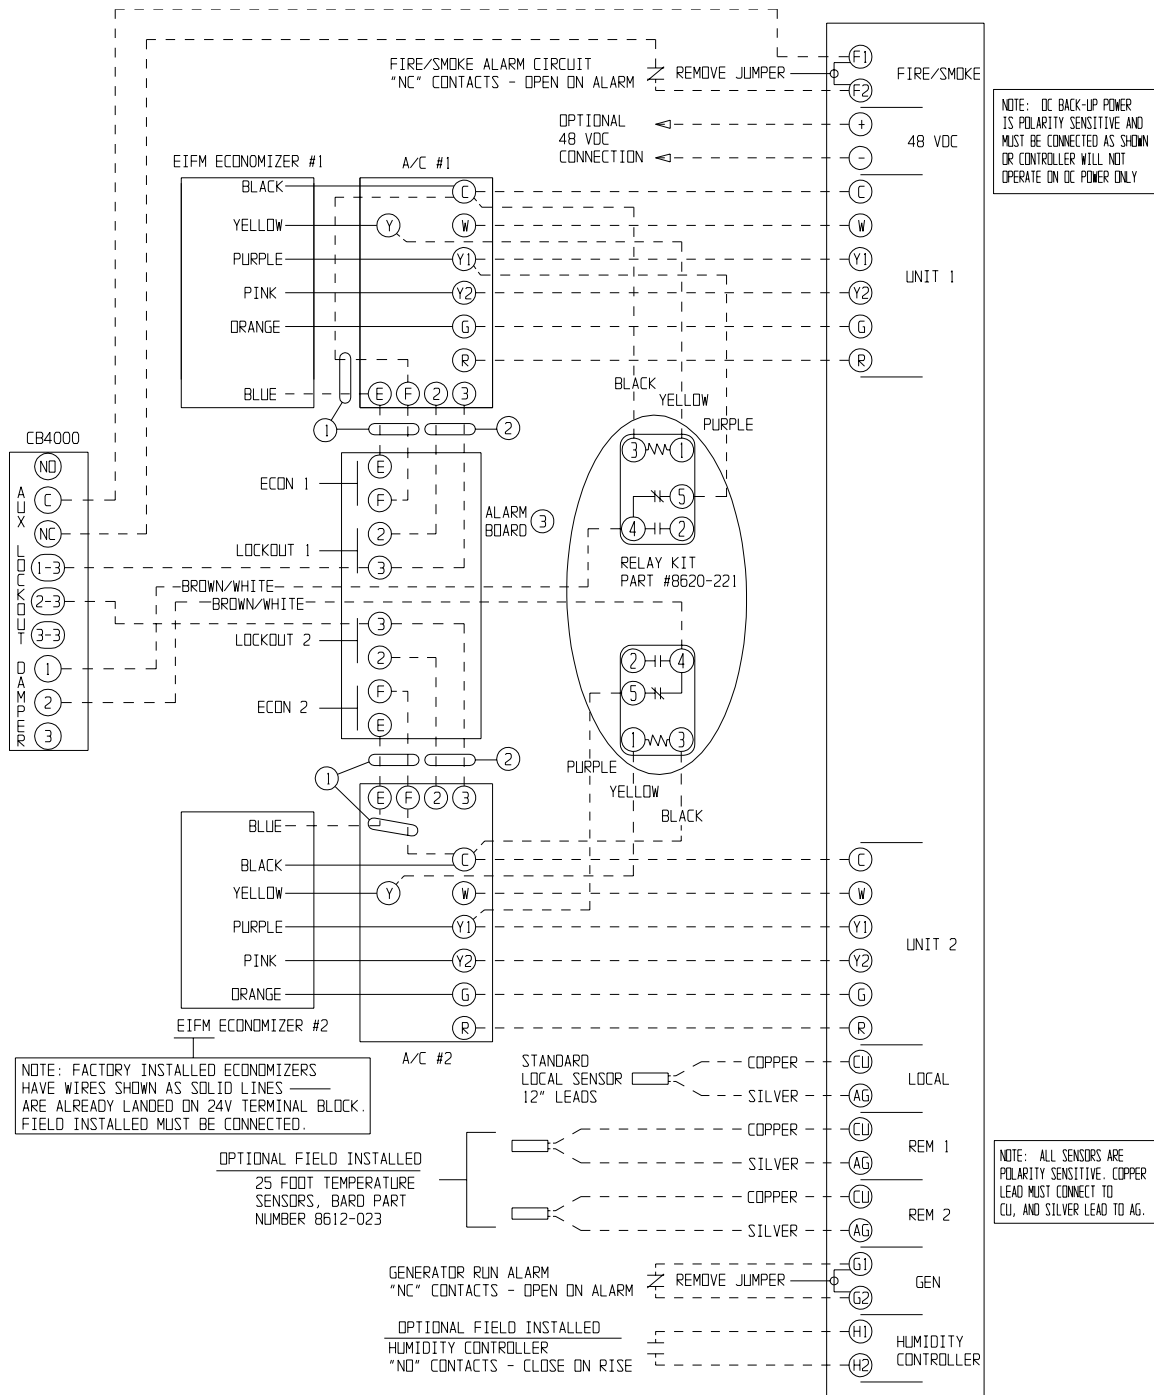 FIRE/SMOKE ALARM CIRCUIT
"NC" CONTACTS - OPEN ON ALARM
REMOVE JUMPER
F1
F2
FIRE/SMOKE
OPTIONAL
48 VDC
CONNECTION
+
-
48 VDC
NOTE: DC BACK-UP POWER
IS POLARITY SENSITIVE AND
MUST BE CONNECTED AS SHOWN
OR CONTROLLER WILL NOT
OPERATE ON DC POWER ONLY
EIFM ECONOMIZER #1
BLACK
YELLOW
PURPLE
PINK
ORANGE
BLUE
A/C #1
C
Y
W
Y1
Y2
G
R
E
F
2
3
C
W
Y1
Y2
G
R
UNIT 1
1
2
BLACK
YELLOW
PURPLE
3
1
5
4
2
RELAY KIT
PART #8620-221
CB4000
AUX LOCKOUT DAMPER
NO
C
NC
1-3
2-3
3-3
1
2
3
ECON 1
E
F
LOCKOUT 1
2
3
ALARM
BOARD
3
BROWN/WHITE
BROWN/WHITE
LOCKOUT 2
3
2
ECON 2
F
E
2
4
5
1
3
PURPLE
YELLOW
BLACK
1
2
E
F
2
3
BLUE
BLACK
YELLOW
PURPLE
PINK
ORANGE
EIFM ECONOMIZER #2
C
Y
W
Y1
Y2
G
R
A/C #2
C
W
Y1
Y2
G
R
UNIT 2
NOTE: FACTORY INSTALLED ECONOMIZERS
HAVE WIRES SHOWN AS SOLID LINES
ARE ALREADY LANDED ON 24V TERMINAL BLOCK.
FIELD INSTALLED MUST BE CONNECTED.
STANDARD
LOCAL SENSOR
12" LEADS
COPPER
SILVER
CU
AG
LOCAL
OPTIONAL FIELD INSTALLED
25 FOOT TEMPERATURE
SENSORS, BARD PART
NUMBER 8612-023
COPPER
SILVER
CU
AG
REM 1
COPPER
SILVER
CU
AG
REM 2
NOTE: ALL SENSORS ARE
POLARITY SENSITIVE. COPPER
LEAD MUST CONNECT TO
CU, AND SILVER LEAD TO AG.
GENERATOR RUN ALARM
"NC" CONTACTS - OPEN ON ALARM
REMOVE JUMPER
G1
G2
GEN
OPTIONAL FIELD INSTALLED
HUMIDITY CONTROLLER
"NO" CONTACTS - CLOSE ON RISE
H1
H2
HUMIDITY
CONTROLLER